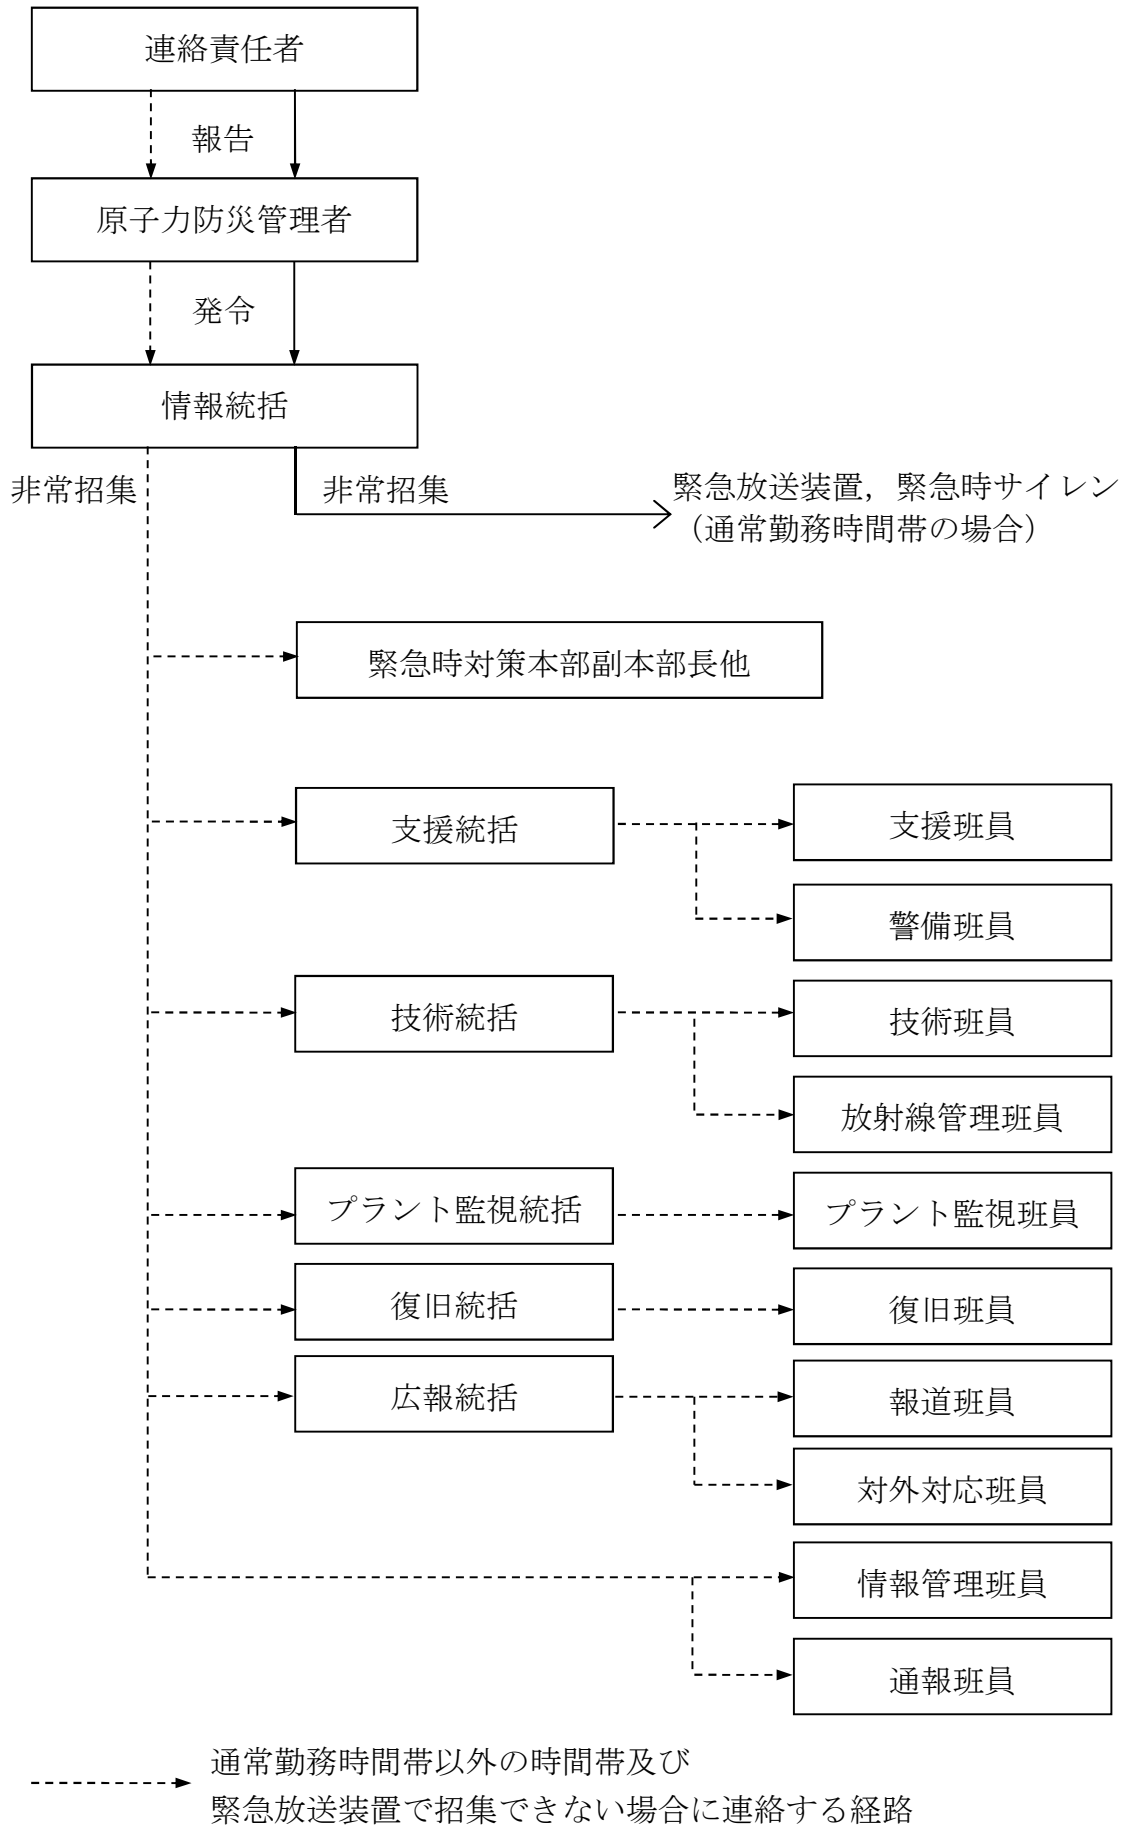 連絡責任者
報告
原子力防災管理者
発令
情報統括
非常招集
非常招集
緊急放送装置，緊急時サイレン
（通常勤務時間帯の場合）
緊急時対策本部副本部長他
支援統括
支援班員
警備班員
技術統括
技術班員
放射線管理班員
プラント監視統括
プラント監視班員
復旧統括
復旧班員
広報統括
報道班員
対外対応班員
情報管理班員
通報班員
通常勤務時間帯以外の時間帯及び
緊急放送装置で招集できない場合に連絡する経路